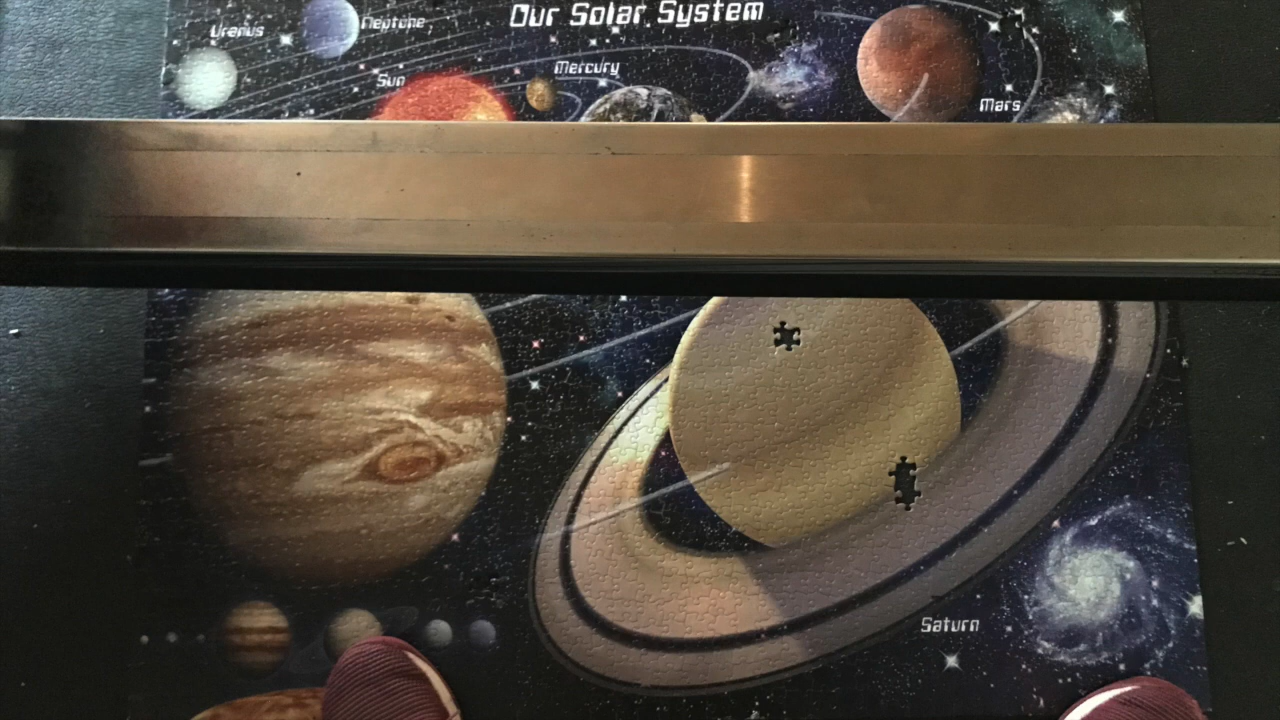 Our Solar System
Neptune
Uranus
Mercury
Sun
Mars
Saturn